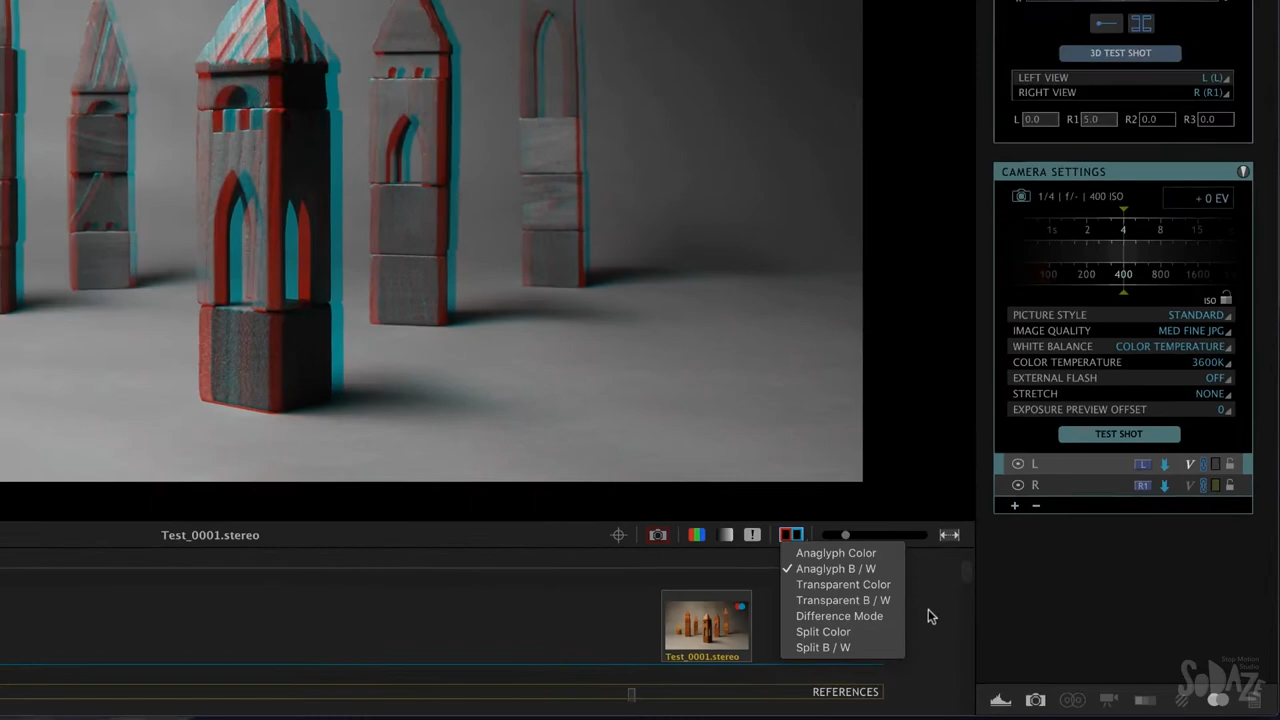 3D TEST SHOT
LEFT VIEW L (L)
RIGHT VIEW R (R1)
L 0.0 R1 5.0 R2 0.0 R3 0.0
CAMERA SETTINGS
1/4 | f/- | 400 ISO + 0 EV
1s 2 4 8 15
100 200 400 800 1600
ISO
PICTURE STYLE STANDARD
IMAGE QUALITY MED FINE JPG
WHITE BALANCE COLOR TEMPERATURE
COLOR TEMPERATURE 3600K
EXTERNAL FLASH OFF
STRETCH NONE
EXPOSURE PREVIEW OFFSET 0
TEST SHOT
L L V
R R1 V
+ −
Test_0001.stereo
Anaglyph Color
✓ Anaglyph B / W
Transparent Color
Transparent B / W
Difference Mode
Split Color
Split B / W
Test_0001.stereo
REFERENCES
Stop Motion
Studio
SODAZE